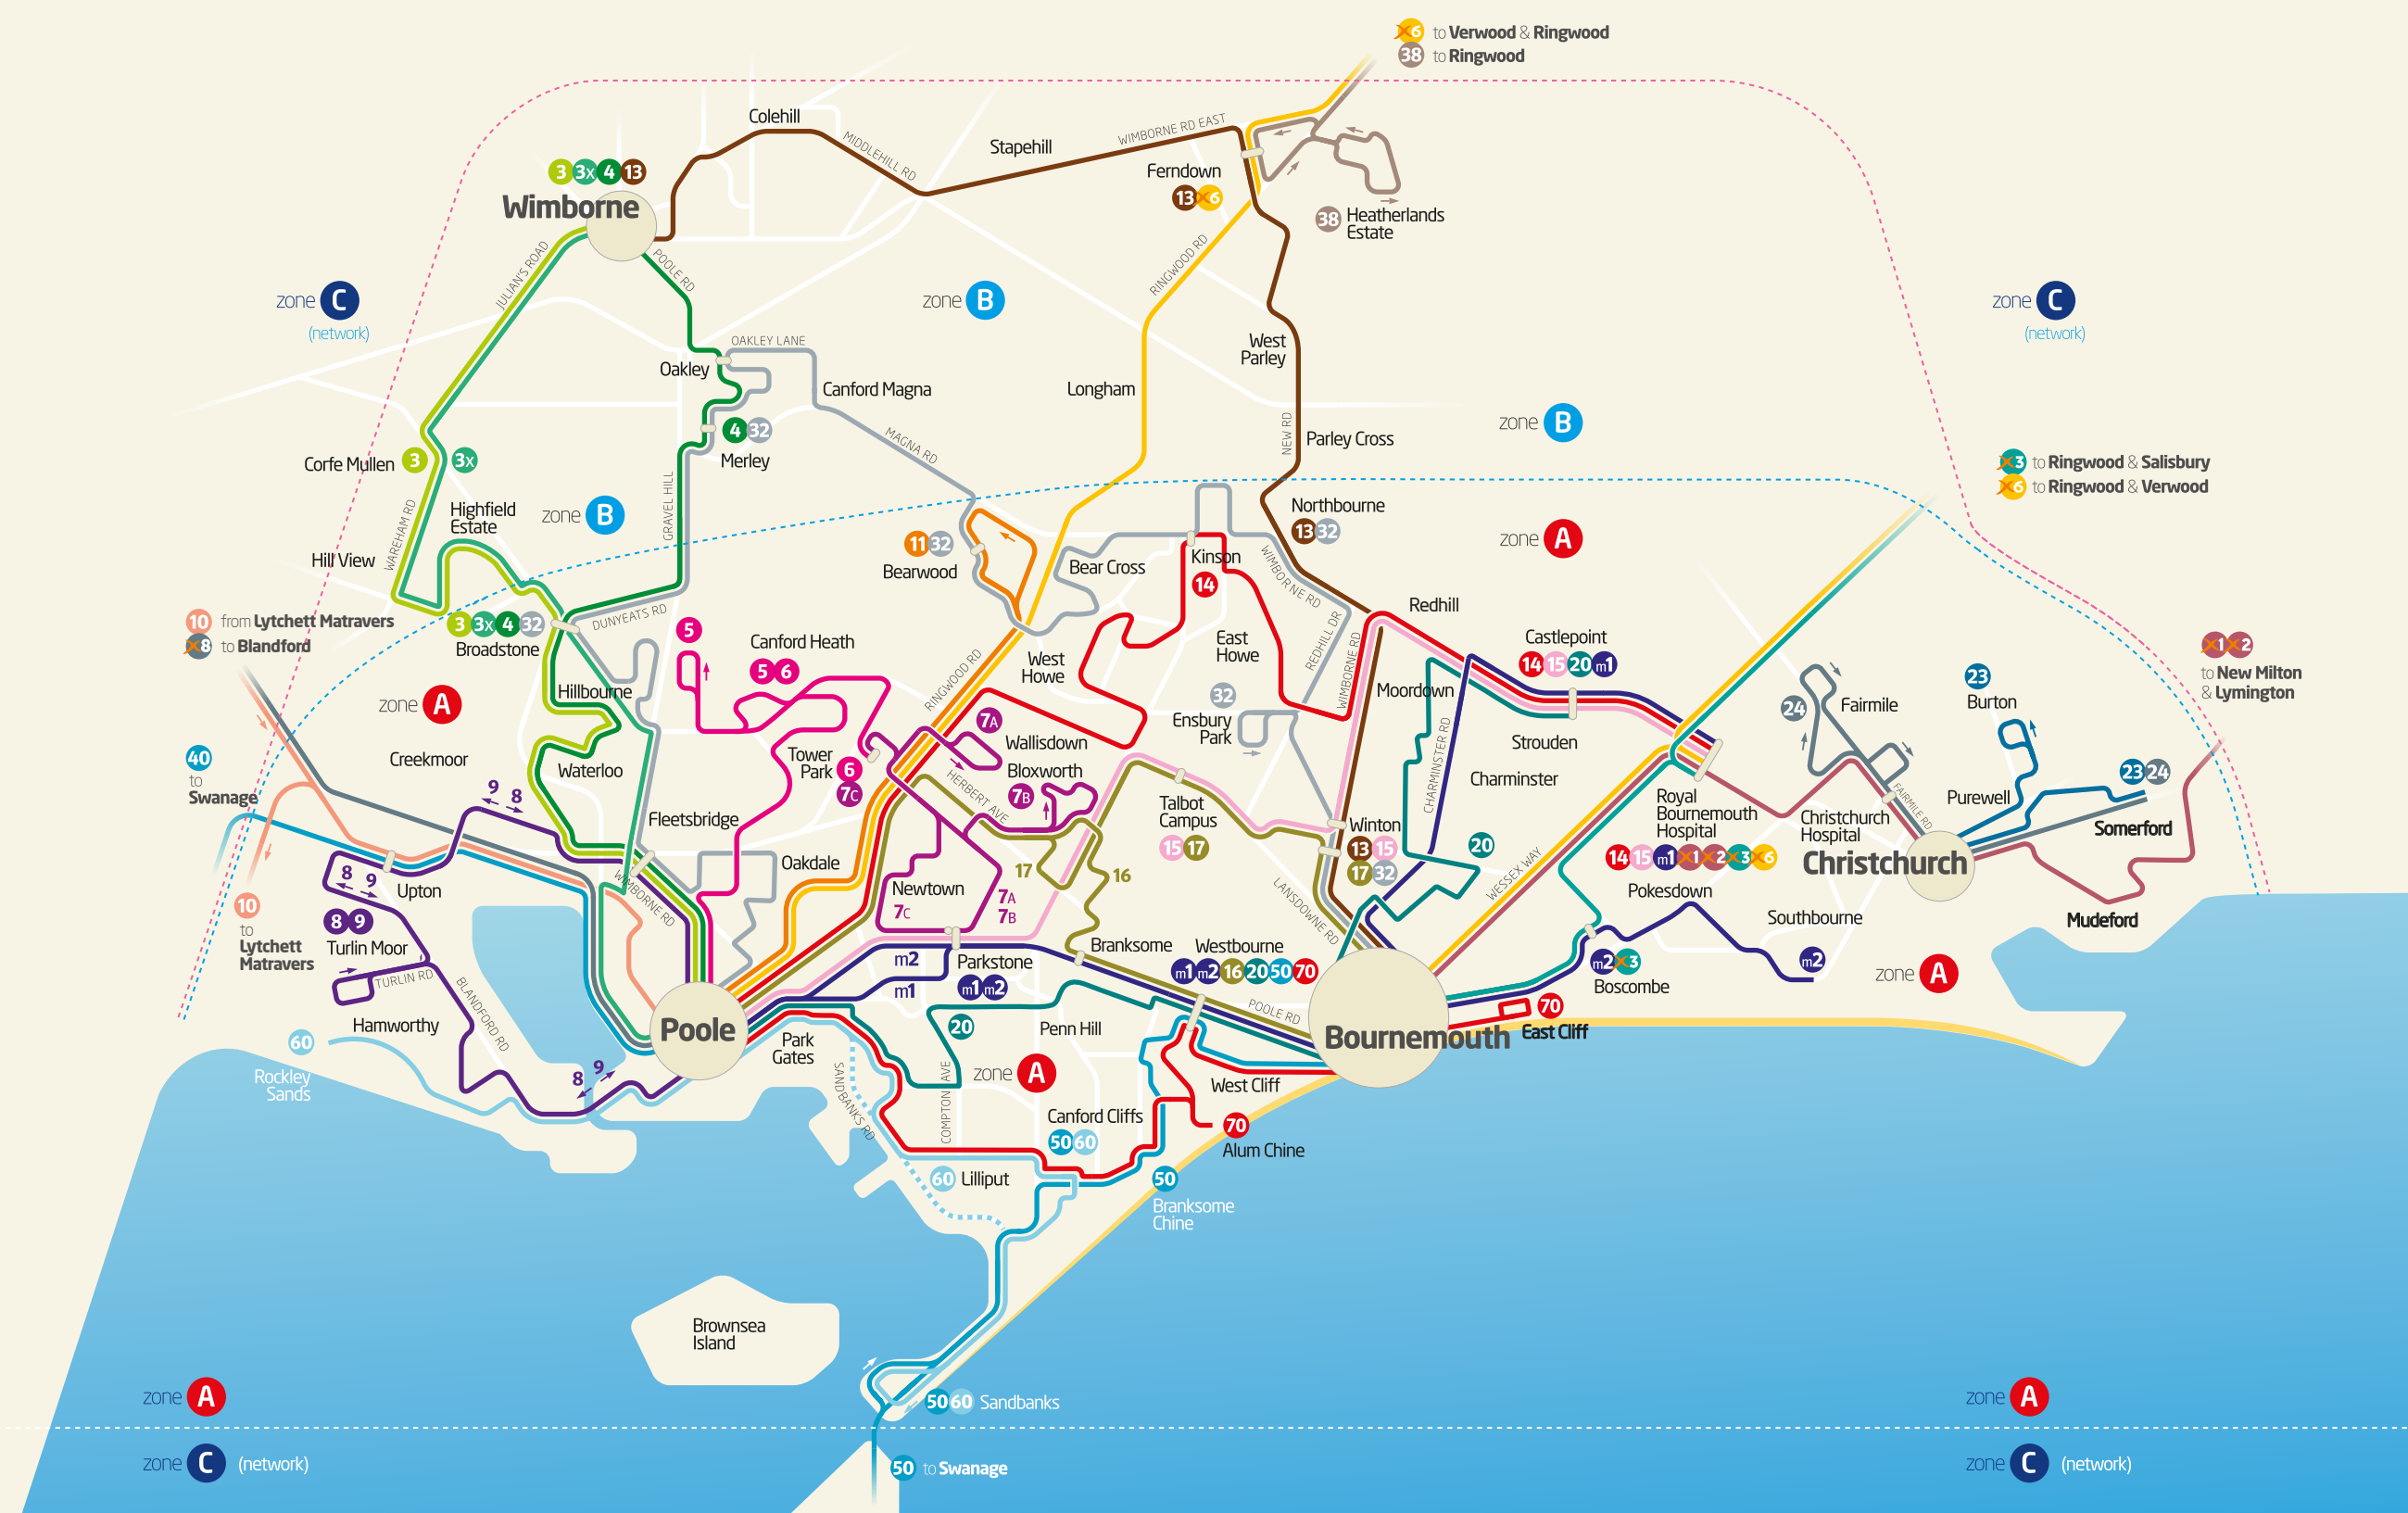 X6 to Verwood & Ringwood
38 to Ringwood
Colehill
MIDDLEHILL RD
Stapehill
WIMBORNE RD EAST
3 3x 4 13
Wimborne
Ferndown
13 X6
38 Heatherlands
Estate
JULIAN'S ROAD
POOLE RD
RINGWOOD RD
zone C
(network)
zone B
zone C
(network)
OAKLEY LANE
Oakley
Canford Magna
Longham
West
Parley
zone B
4 32
Merley
MAGNA RD
NEW RD
Parley Cross
Corfe Mullen 3
3x
X3 to Ringwood & Salisbury
X6 to Ringwood & Verwood
WAREHAM RD
Highfield
Estate
zone B
GRAVEL HILL
Northbourne
13 32
zone A
Hill View
11 32
Bearwood
Bear Cross
Kinson
14
WIMBORNE RD
10 from Lytchett Matravers
X8 to Blandford
3 3x 4 32
Broadstone
DUNYEATS RD
5
Canford Heath
5 6
RINGWOOD RD
West
Howe
East
Howe
REDHILL DR
WIMBORNE RD
Redhill
Castlepoint
14 15 20 m1
X1 X2
to New Milton
& Lymington
zone A
Hillbourne
Moordown
32
Ensbury
Park
Strouden
24
Fairmile
23
Burton
40
to
Swanage
Creekmoor
9 8
Waterloo
Tower
Park 6
7C
7A
Wallisdown
Bloxworth
7B
HERBERT AVE
CHARMINSTER RD
Charminster
Talbot
Campus
15 17
Royal
Bournemouth
Hospital
14 15 m1 X1 X2 X3 X6
Christchurch
Hospital
FAIRMILE RD
Purewell
23 24
Somerford
Fleetsbridge
Winton
13 15
17 32
20
WESSEX WAY
Christchurch
8 9
Upton
WIMBORNE RD
Oakdale
Newtown
7C
7A
7B
17
16
LANSDOWNE RD
Pokesdown
Southbourne
Mudeford
10
to
Lytchett
Matravers
8 9
Turlin Moor
TURLIN RD
BLANDFORD RD
m2
m1
Parkstone
m1 m2
Branksome
Westbourne
m1 m2 16 20 50 70
POOLE RD
m2 X3
Boscombe
m2
zone A
Hamworthy
60
Rockley
Sands
8 9
Poole
Park
Gates
20
Penn Hill
Bournemouth
70
East Cliff
SANDBANKS RD
COMPTON AVE
zone A
West Cliff
Canford Cliffs
50 60
70
Alum Chine
60 Lilliput
50
Branksome
Chine
Brownsea
Island
zone A
50 60 Sandbanks
zone A
zone C (network)
50 to Swanage
zone C (network)